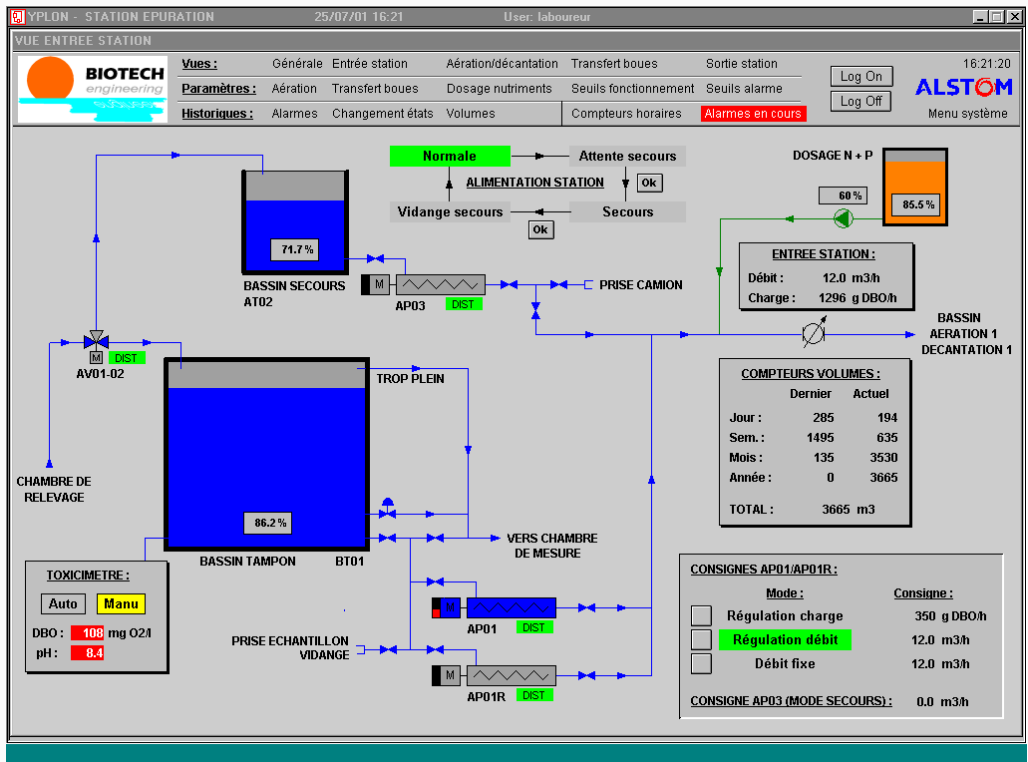 YPLON - STATION EPURATION 25/07/01 16:21 User: laboureur
VUE ENTREE STATION
BIOTECH
engineering
Vues : Générale Entrée station Aération/décantation Transfert boues Sortie station
Paramètres : Aération Transfert boues Dosage nutriments Seuils fonctionnement Seuils alarme
Historiques : Alarmes Changement états Volumes Compteurs horaires Alarmes en cours
Log On
Log Off
16:21:20
ALSTOM
Menu système
Normale Attente secours
ALIMENTATION STATION Ok
Vidange secours Secours
Ok
DOSAGE N + P
60 %
85.5 %
71.7 %
BASSIN SECOURS
AT02
M
AP03 DIST
PRISE CAMION
ENTREE STATION :
Débit : 12.0 m3/h
Charge : 1296 g DBO/h
BASSIN
AERATION 1
DECANTATION 1
M DIST
AV01-02
TROP PLEIN
CHAMBRE DE
RELEVAGE
86.2 %
BASSIN TAMPON BT01
VERS CHAMBRE
DE MESURE
COMPTEURS VOLUMES :
Dernier Actuel
Jour : 285 194
Sem. : 1495 635
Mois : 135 3530
Année : 0 3665
TOTAL : 3665 m3
TOXICIMETRE :
Auto Manu
DBO : 108 mg O2/l
pH : 8.4
M
AP01 DIST
PRISE ECHANTILLON
VIDANGE
M
AP01R DIST
CONSIGNES AP01/AP01R :
Mode : Consigne :
Régulation charge 350 g DBO/h
Régulation débit 12.0 m3/h
Débit fixe 12.0 m3/h
CONSIGNE AP03 (MODE SECOURS) : 0.0 m3/h